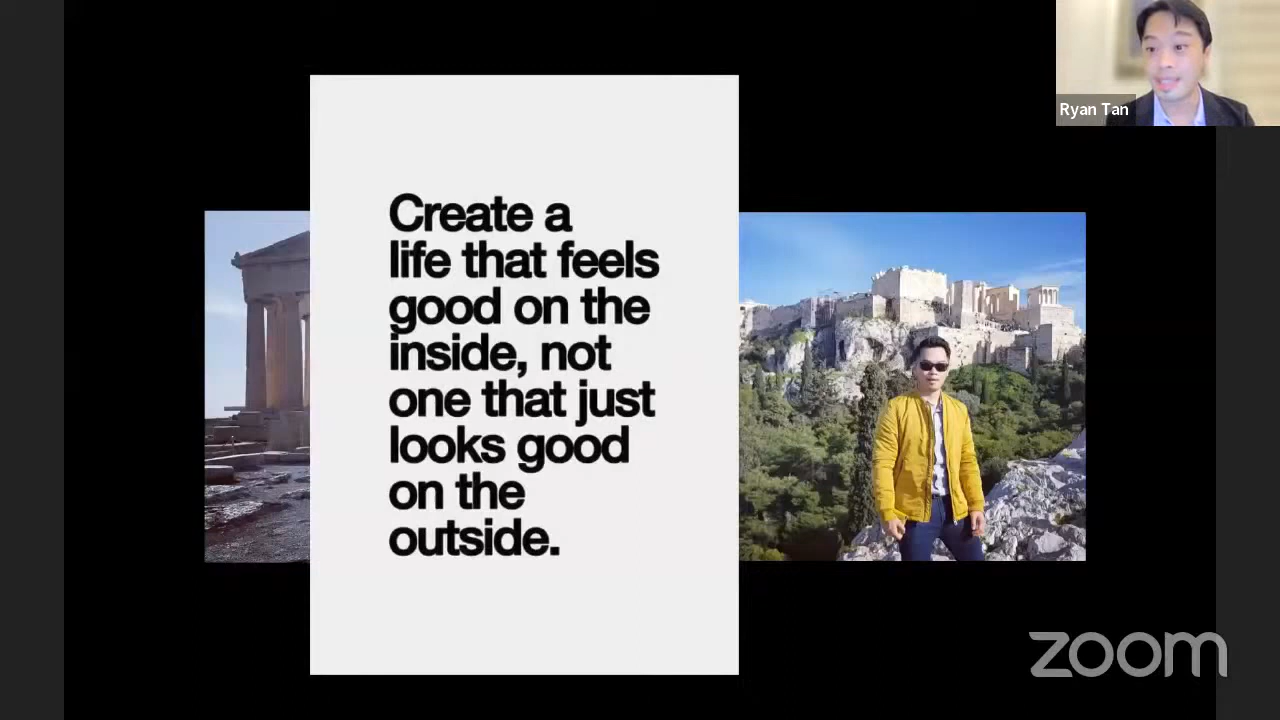 Ryan Tan
Create a
life that feels
good on the
inside, not
one that just
looks good
on the
outside.
zoom